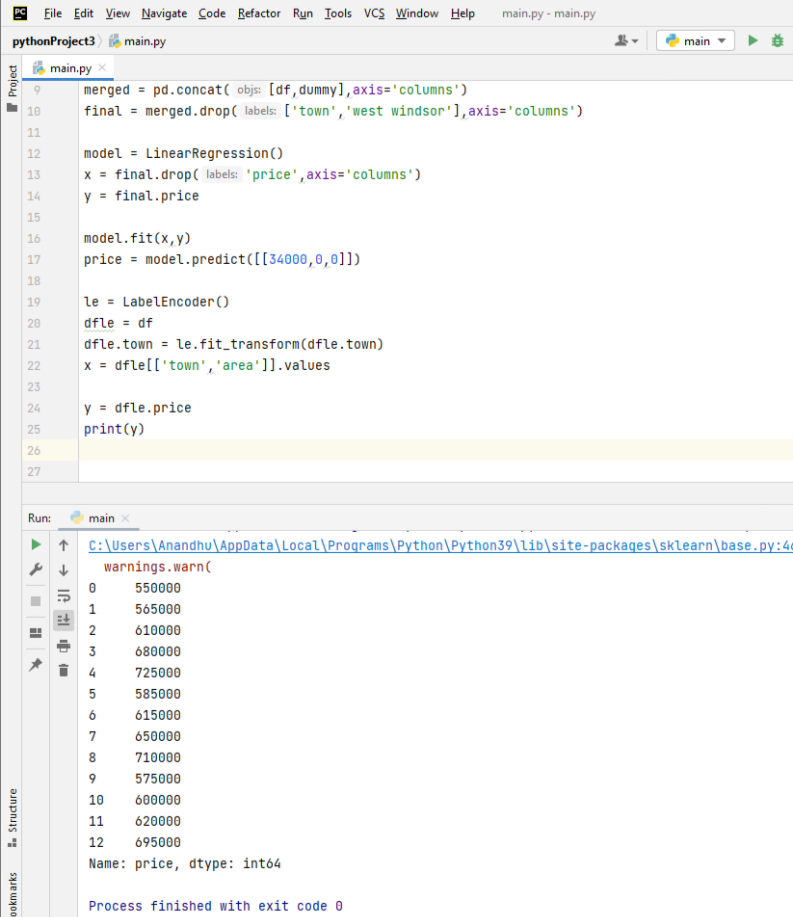 PC File Edit View Navigate Code Refactor Run Tools VCS Window Help main.py - main.py
pythonProject3 main.py main
Project
main.py
9 merged = pd.concat( objs: [df,dummy],axis='columns')
10 final = merged.drop( labels: ['town','west windsor'],axis='columns')
11
12 model = LinearRegression()
13 x = final.drop( labels: 'price',axis='columns')
14 y = final.price
15
16 model.fit(x,y)
17 price = model.predict([[34000,0,0]])
18
19 le = LabelEncoder()
20 dfle = df
21 dfle.town = le.fit_transform(dfle.town)
22 x = dfle[['town','area']].values
23
24 y = dfle.price
25 print(y)
26
27
Run: main
C:\Users\Anandhu\AppData\Local\Programs\Python\Python39\lib\site-packages\sklearn\base.py:46
warnings.warn(
0 550000
1 565000
2 610000
3 680000
4 725000
5 585000
6 615000
7 650000
8 710000
9 575000
10 600000
11 620000
12 695000
Name: price, dtype: int64
Process finished with exit code 0
Structure
ookmarks